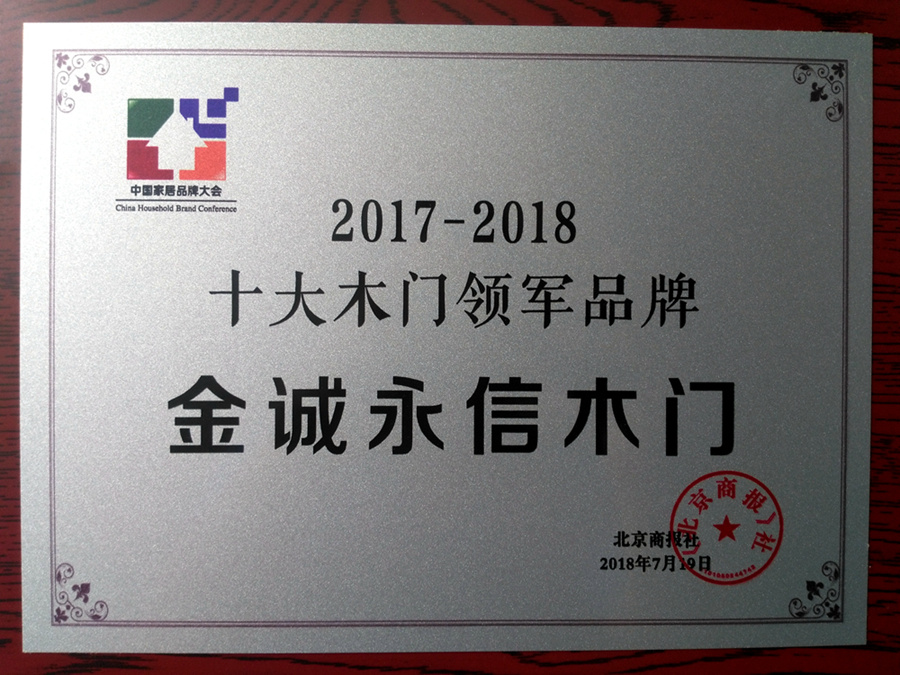 中国家居品牌大会
China Household Brand Conference
2017-2018
十大木门领军品牌
金诚永信木门
《北京商报》社
北京商报社
2018年7月19日